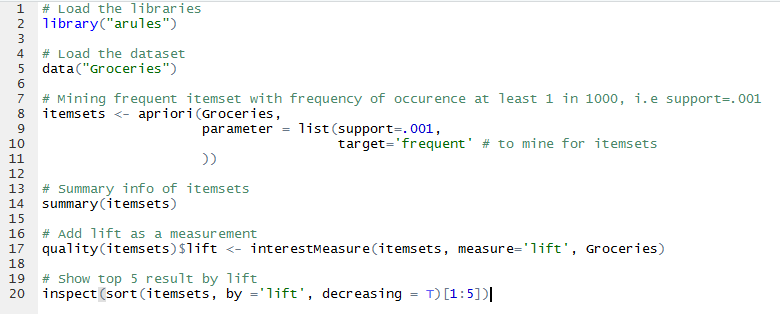 1 # Load the libraries
2 library("arules")
3
4 # Load the dataset
5 data("Groceries")
6
7 # Mining frequent itemset with frequency of occurence at least 1 in 1000, i.e support=.001
8 itemsets <- apriori(Groceries,
9                     parameter = list(support=.001,
10                                     target='frequent' # to mine for itemsets
11                     ))
12
13 # Summary info of itemsets
14 summary(itemsets)
15
16 # Add lift as a measurement
17 quality(itemsets)$lift <- interestMeasure(itemsets, measure='lift', Groceries)
18
19 # Show top 5 result by lift
20 inspect(sort(itemsets, by ='lift', decreasing = T)[1:5])